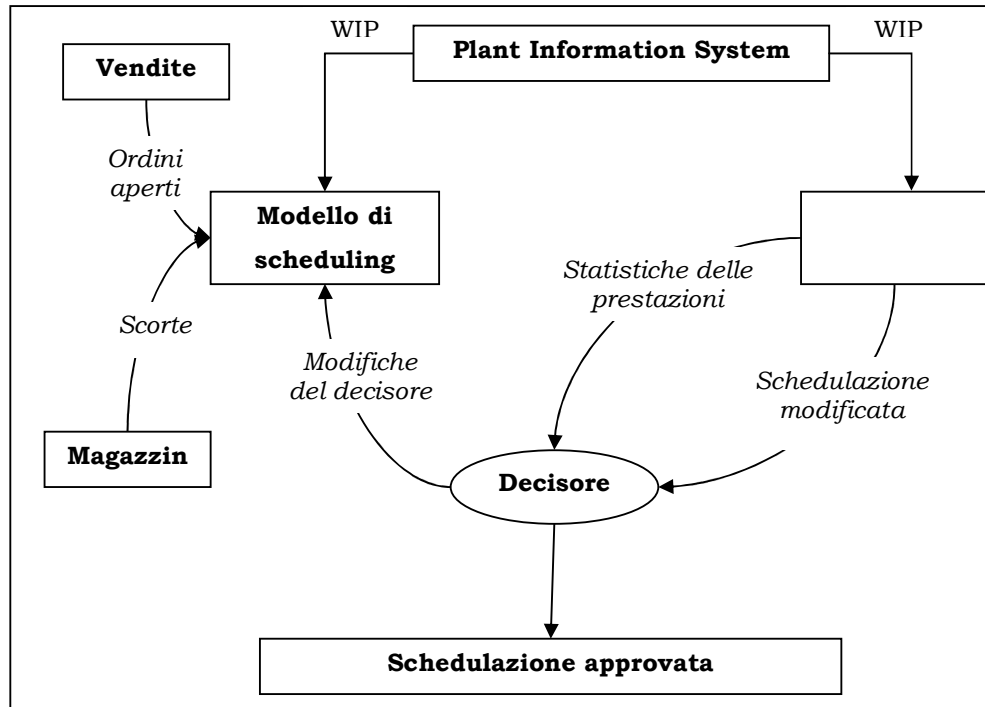 WIP
Plant Information System
WIP
Vendite
Ordini
aperti
Modello di
scheduling
Statistiche delle
prestazioni
Scorte
Modifiche
del decisore
Schedulazione
modificata
Magazzin
Decisore
Schedulazione approvata